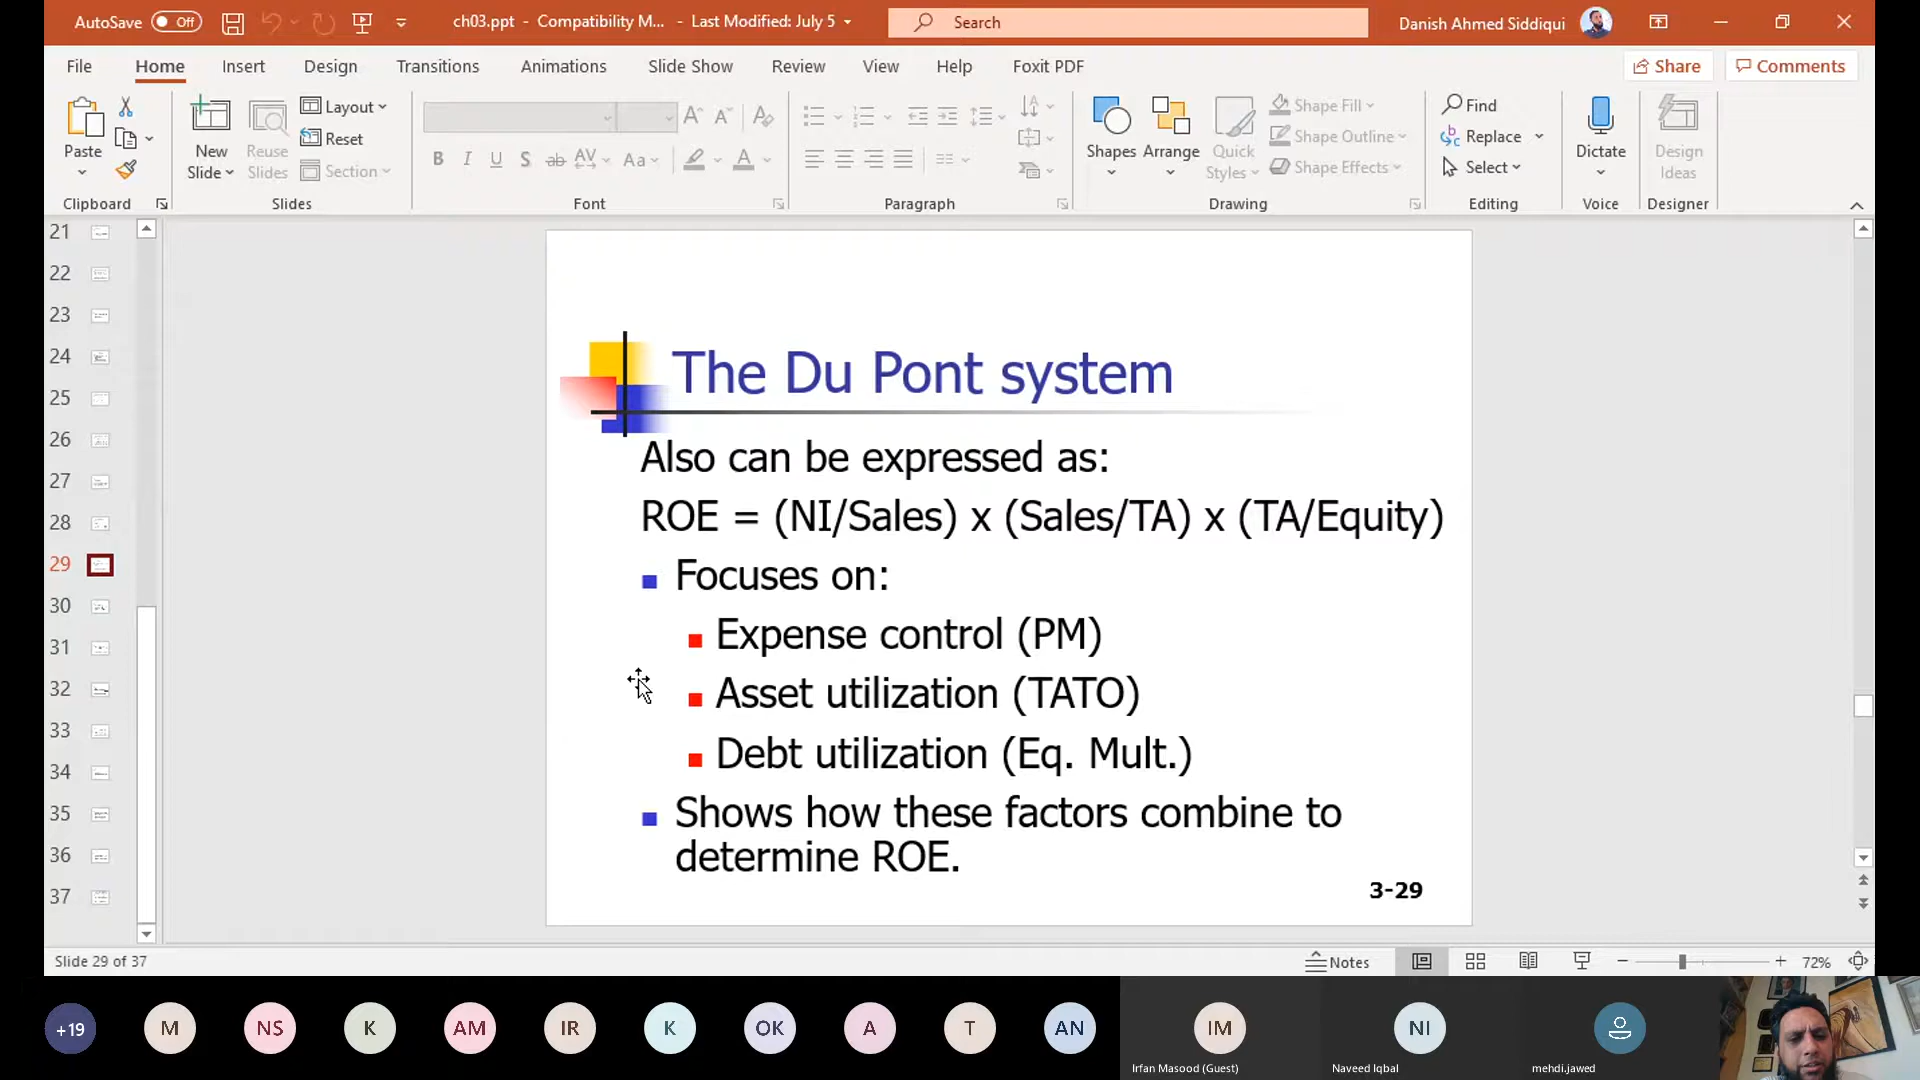 AutoSave Off ch03.ppt - Compatibility M... - Last Modified: July 5 Search Danish Ahmed Siddiqui
File Home Insert Design Transitions Animations Slide Show Review View Help Foxit PDF Share Comments
Paste
Clipboard
New Slide
Reuse Slides
Layout
Reset
Section
Slides
B I U S ab AV Aa A
Font
Paragraph
Shapes
Arrange
Quick Styles
Shape Fill
Shape Outline
Shape Effects
Drawing
Find
Replace
Select
Editing
Dictate
Voice
Design Ideas
Designer
21
22
23
24
25
26
27
28
29
30
31
32
33
34
35
36
37
The Du Pont system
Also can be expressed as:
ROE = (NI/Sales) x (Sales/TA) x (TA/Equity)
Focuses on:
Expense control (PM)
Asset utilization (TATO)
Debt utilization (Eq. Mult.)
Shows how these factors combine to
determine ROE.
3-29
Slide 29 of 37 Notes 72%
+19 M NS K AM IR K OK A T AN IM NI
Irfan Masood (Guest) Naveed Iqbal mehdi.jawed